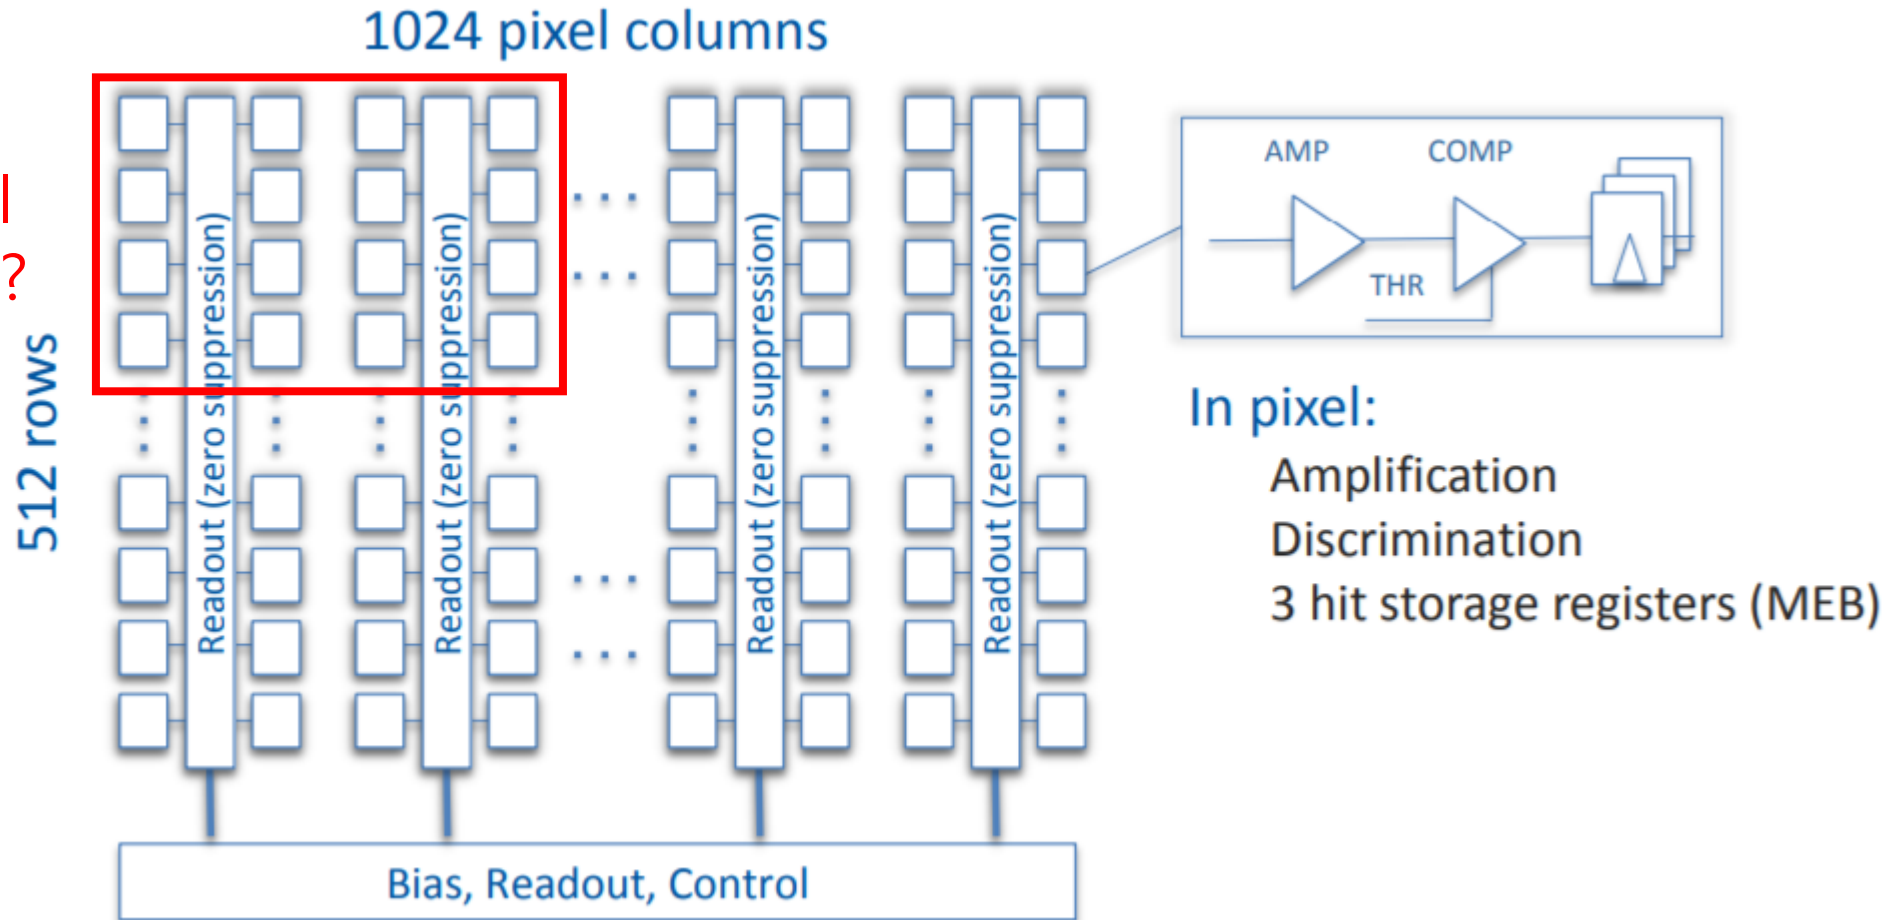 1024 pixel columns
?
512 rows
Readout (zero suppression)
Readout (zero suppression)
Readout (zero suppression)
Readout (zero suppression)
AMP
COMP
THR
In pixel:
Amplification
Discrimination
3 hit storage registers (MEB)
Bias, Readout, Control